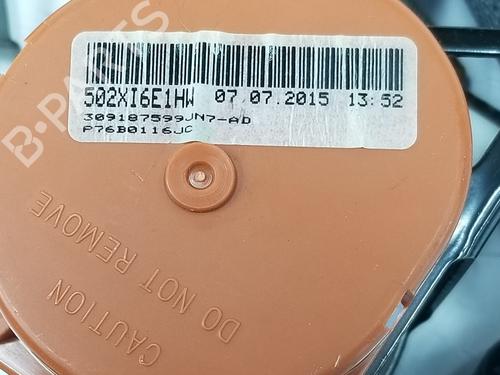 502XI6E1HW 07.07.2015 13:52
309187599JN7-AD
P76B0116JC
CAUTION
DO NOT REMOVE
B-PARTS